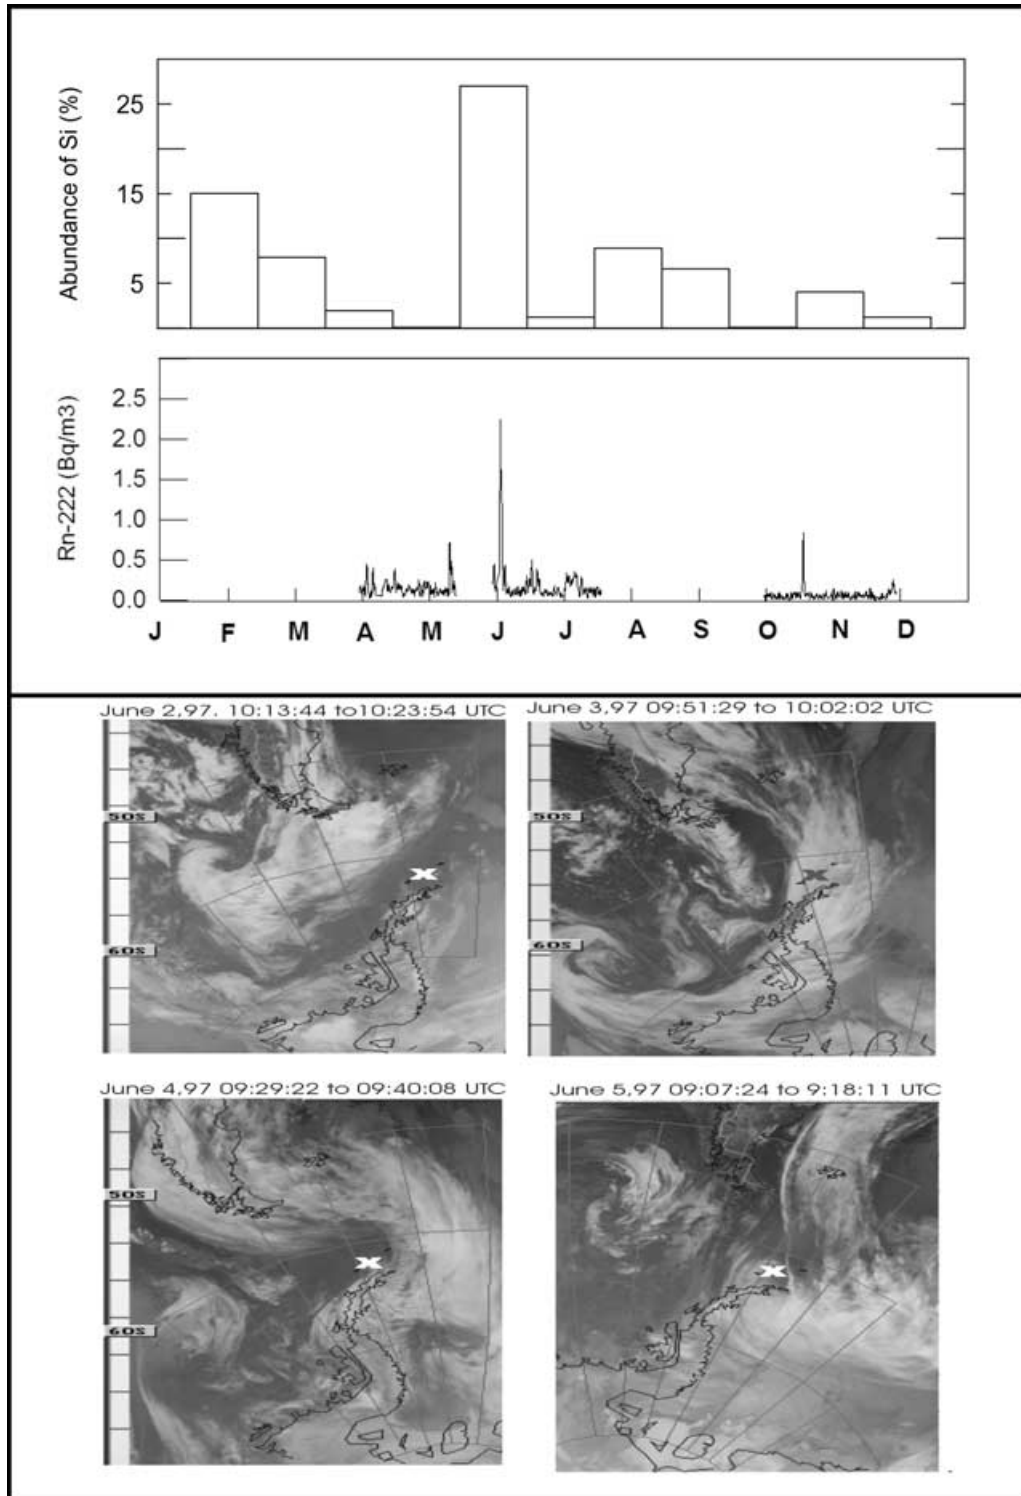 Abundance of Si (%)
25
15
5
Rn-222 (Bq/m3)
2.5
2.0
1.5
1.0
0.5
0.0
J F M A M J J A S O N D
June 2,97, 10:13:44 to10:23:54 UTC
June 3,97 09:51:29 to 10:02:02 UTC
50S
50S
60S
60S
June 4,97 09:29:22 to 09:40:08 UTC
June 5,97 09:07:24 to 9:18:11 UTC
50S
60S